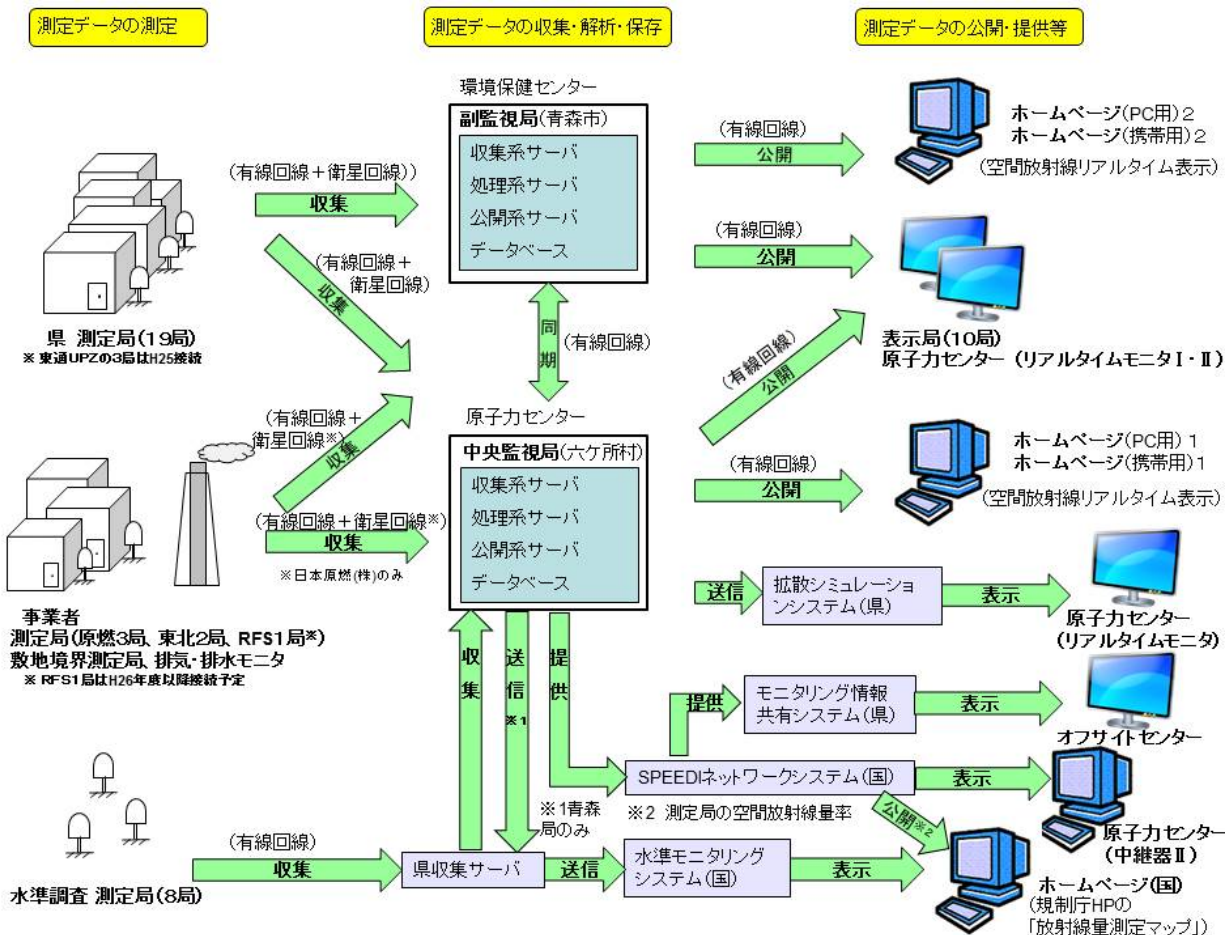 測定データの測定
測定データの収集・解析・保存
測定データの公開・提供等
環境保健センター
副監視局(青森市)
収集系サーバ
処理系サーバ
公開系サーバ
データベース
(有線回線+衛星回線))
収集
(有線回線+
衛星回線)
収集
県 測定局(19局)
※ 東通UPZの3局はH25接続
同期
(有線回線)
(有線回線)
公開
ホームページ(PC用)2
ホームページ(携帯用)2
(空間放射線リアルタイム表示)
(有線回線)
公開
表示局(10局)
原子力センター (リアルタイムモニタⅠ・Ⅱ)
(有線回線)
公開
(有線回線+
衛星回線※)
収集
(有線回線+衛星回線※)
収集
※日本原燃(株)のみ
事業者
測定局(原燃3局、東北2局、RFS1局※)
敷地境界測定局、排気・排水モニタ
※ RFS1局はH26年度以降接続予定
原子力センター
中央監視局(六ケ所村)
収集系サーバ
処理系サーバ
公開系サーバ
データベース
(有線回線)
公開
ホームページ(PC用) 1
ホームページ(携帯用)1
(空間放射線リアルタイム表示)
送信
拡散シミュレーショ
ンシステム(県)
表示
原子力センター
(リアルタイムモニタ)
収集
送信※1
提供
提供
モニタリング情報
共有システム(県)
表示
オフサイトセンター
SPEEDIネットワークシステム(国)
表示
原子力センター
(中継器Ⅱ)
※1青森
局のみ
※2 測定局の空間放射線量率
公開※2
水準調査 測定局(8局)
(有線回線)
収集
県収集サーバ
送信
水準モニタリング
システム(国)
表示
ホームページ(国)
(規制庁HPの
「放射線量測定マップ」)